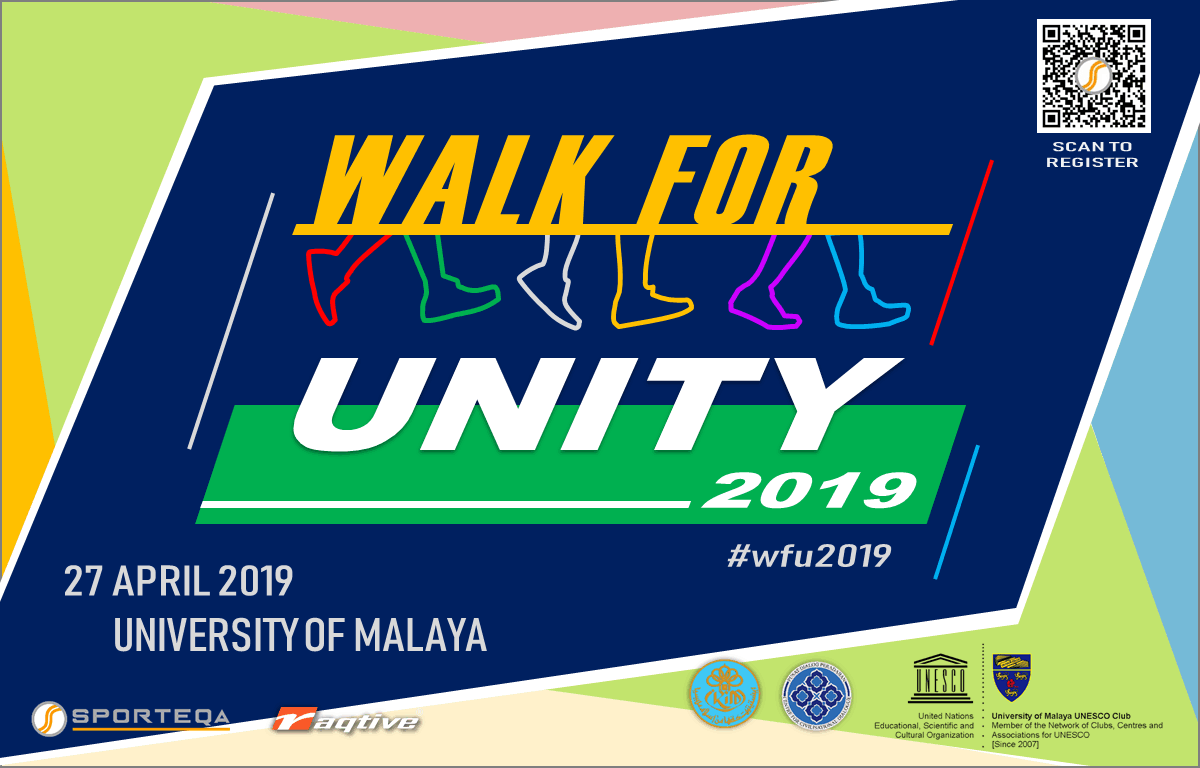 SCAN TO
REGISTER
WALK FOR
UNITY
2019
#wfu2019
27 APRIL 2019
UNIVERSITY OF MALAYA
SPORTEQA
raqtive
UNESCO
United Nations
Educational, Scientific and
Cultural Organization
University of Malaya UNESCO Club
Member of the Network of Clubs, Centres and
Associations for UNESCO
[Since 2007]